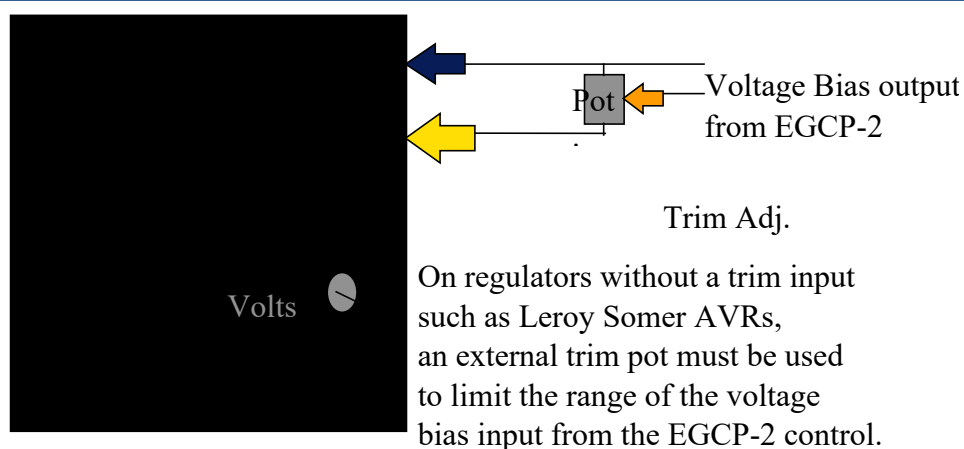 Pot
Voltage Bias output
from EGCP-2
Trim Adj.
Volts
On regulators without a trim input
such as Leroy Somer AVRs,
an external trim pot must be used
to limit the range of the voltage
bias input from the EGCP-2 control.